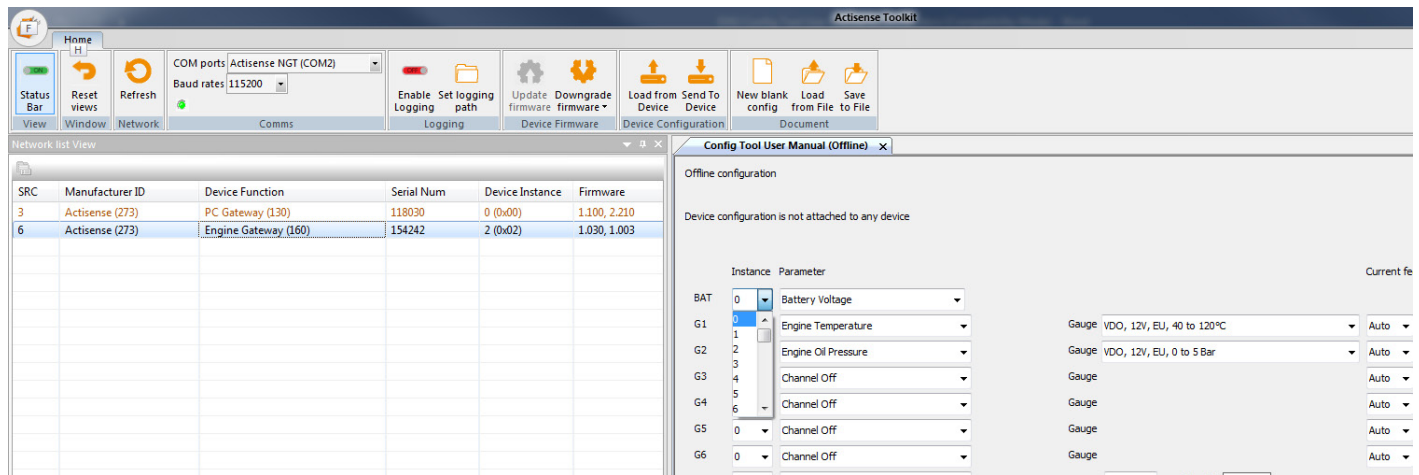 Actisense Toolkit
F
Home
H
ON
Status Bar
Reset views
Refresh
COM ports Actisense NGT (COM2)
Baud rates 115200
OFF
Enable Logging
Set logging path
Update firmware
Downgrade firmware
Load from Device
Send To Device
New blank config
Load from File
Save to File
View Window Network Comms Logging Device Firmware Device Configuration Document
Network list View
Config Tool User Manual (Offline) X
SRC Manufacturer ID Device Function Serial Num Device Instance Firmware
3 Actisense (273) PC Gateway (130) 118030 0 (0x00) 1.100, 2.210
6 Actisense (273) Engine Gateway (160) 154242 2 (0x02) 1.030, 1.003
Offline configuration
Device configuration is not attached to any device
Instance Parameter Current fe
BAT 0 Battery Voltage
G1 Engine Temperature Gauge VDO, 12V, EU, 40 to 120°C Auto
G2 Engine Oil Pressure Gauge VDO, 12V, EU, 0 to 5 Bar Auto
G3 Channel Off Gauge Auto
G4 Channel Off Gauge Auto
0
1
2
3
4
5
6
G5 0 Channel Off Gauge Auto
G6 0 Channel Off Gauge Auto